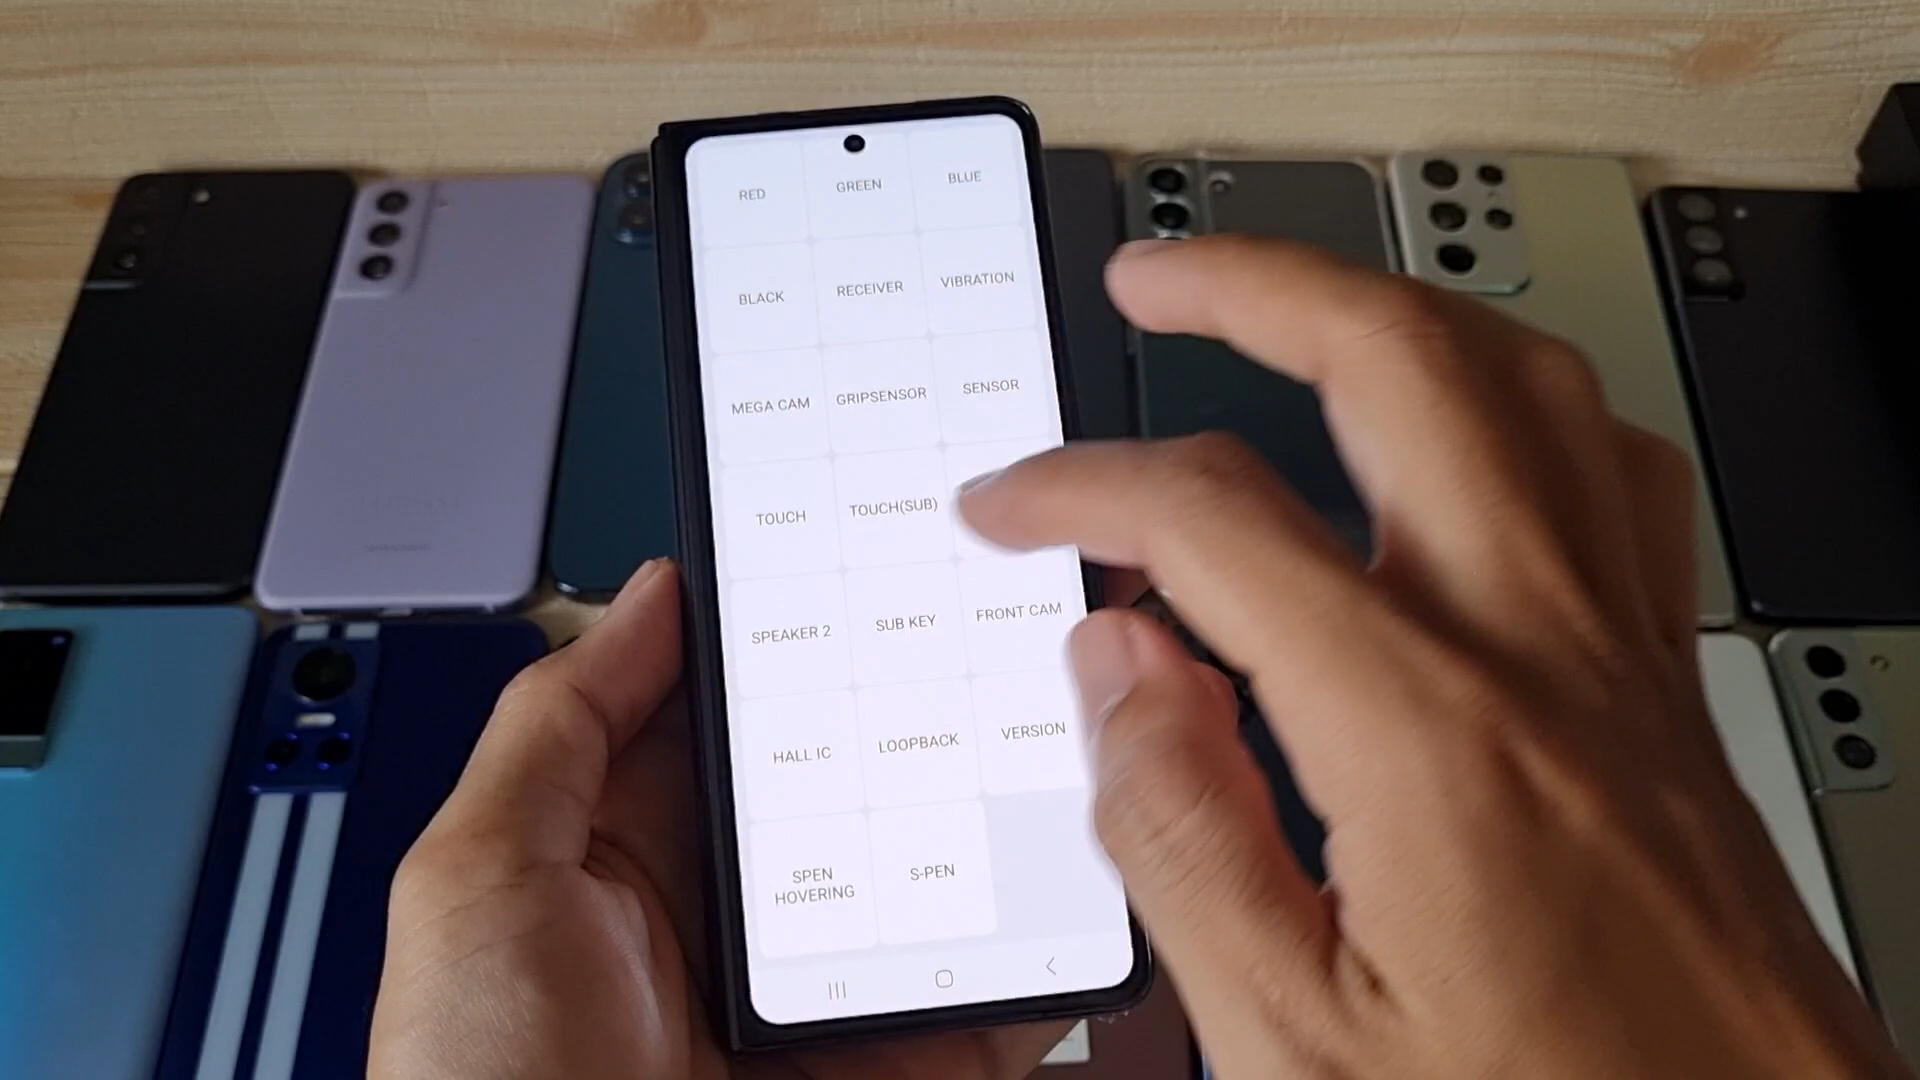 RED
GREEN
BLUE
BLACK
RECEIVER
VIBRATION
MEGA CAM
GRIPSENSOR
SENSOR
TOUCH
TOUCH(SUB)
SPEAKER 2
SUB KEY
FRONT CAM
HALL IC
LOOPBACK
VERSION
SPEN
HOVERING
S-PEN